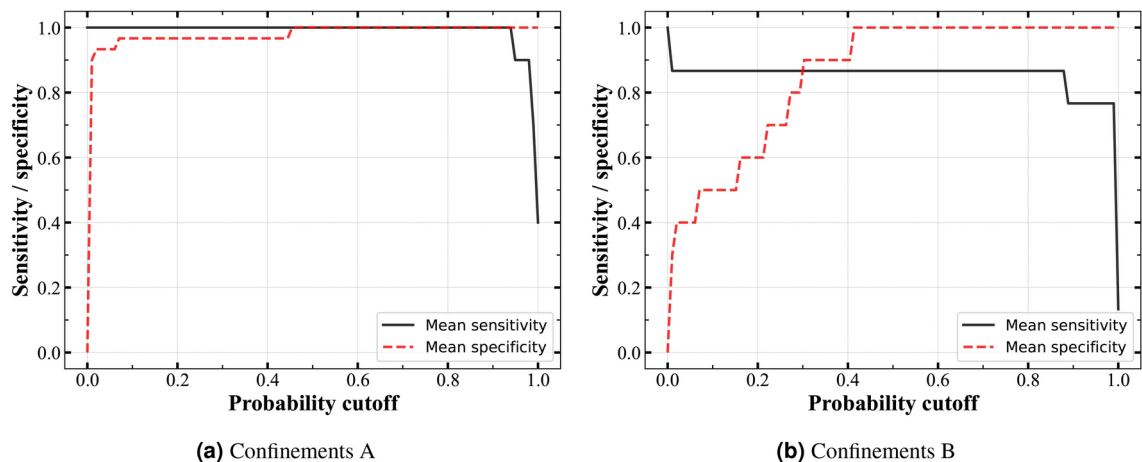 1.0
0.8
0.6
0.4
0.2
0.0
Sensitivity / specificity
0.0 0.2 0.4 0.6 0.8 1.0
Probability cutoff
Mean sensitivity
Mean specificity
(a) Confinements A
1.0
0.8
0.6
0.4
0.2
0.0
Sensitivity / specificity
0.0 0.2 0.4 0.6 0.8 1.0
Probability cutoff
Mean sensitivity
Mean specificity
(b) Confinements B